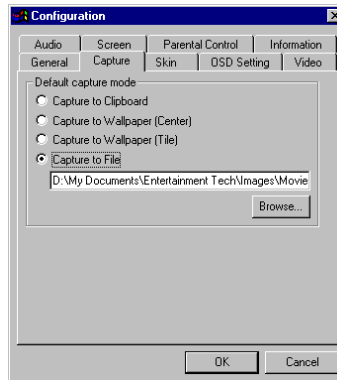 Configuration
Audio Screen Parental Control Information
General Capture Skin OSD Setting Video
Default capture mode
Capture to Clipboard
Capture to Wallpaper (Center)
Capture to Wallpaper (Tile)
Capture to File
D:\My Documents\Entertainment Tech\Images\Movie
Browse...
OK Cancel